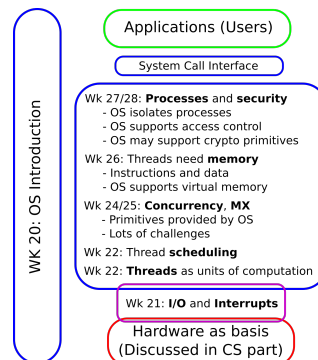 WK 20: OS Introduction
Applications (Users)
System Call Interface
Wk 27/28: Processes and security
- OS isolates processes
- OS supports access control
- OS may support crypto primitives
Wk 26: Threads need memory
- Instructions and data
- OS supports virtual memory
Wk 24/25: Concurrency, MX
- Primitives provided by OS
- Lots of challenges
Wk 22: Thread scheduling
Wk 22: Threads as units of computation
Wk 21: I/O and Interrupts
Hardware as basis
(Discussed in CS part)